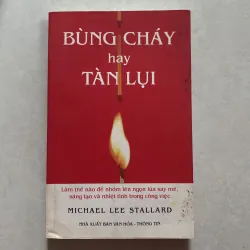 BÙNG CHÁY
hay
TÀN LỤI
Làm thế nào để nhóm lên ngọn lửa say mê,
sáng tạo và nhiệt tình trong công việc.
MICHAEL LEE STALLARD
NHÀ XUẤT BẢN VĂN HÓA - THÔNG TIN